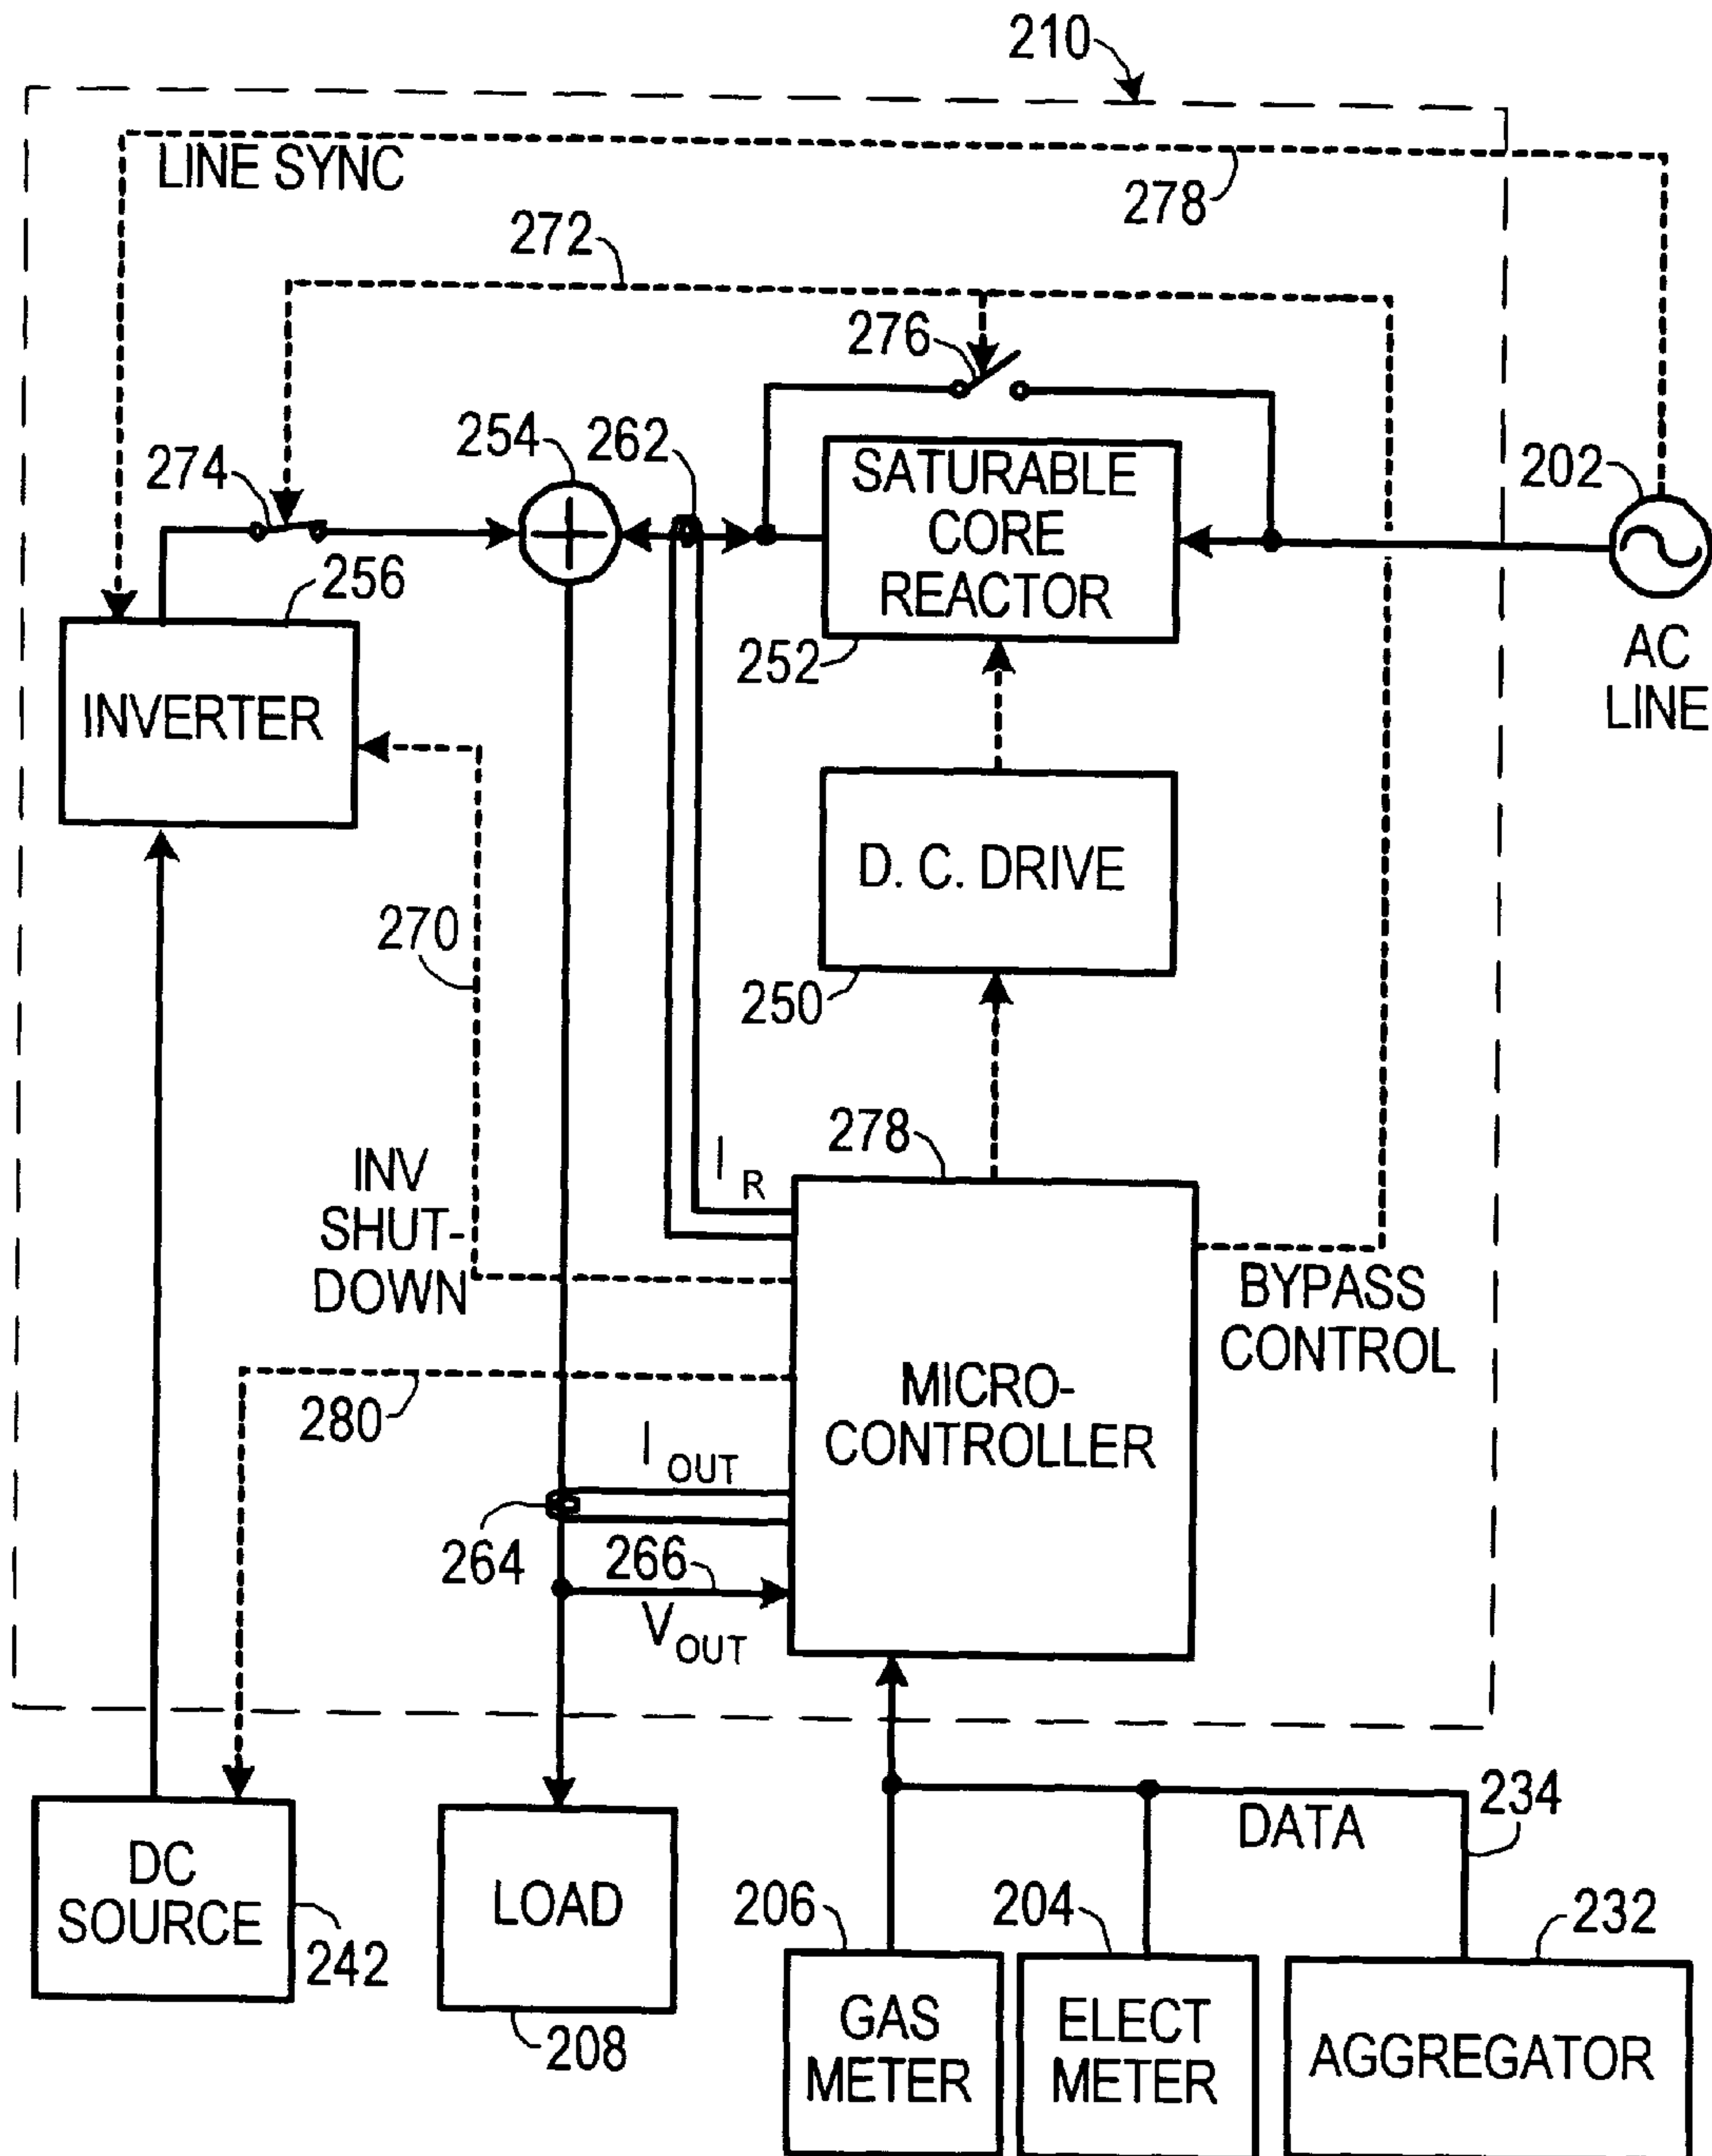 210
LINE SYNC
278
272
276
254
262
274
SATURABLE
CORE
REACTOR
202
256
252
AC
LINE
INVERTER
D. C. DRIVE
270
250
278
INV
SHUT-
DOWN
I R
BYPASS
CONTROL
MICRO-
CONTROLLER
280
I OUT
264
266
V OUT
234
DATA
DC
SOURCE
LOAD
206
204
232
242
208
GAS
METER
ELECT
METER
AGGREGATOR